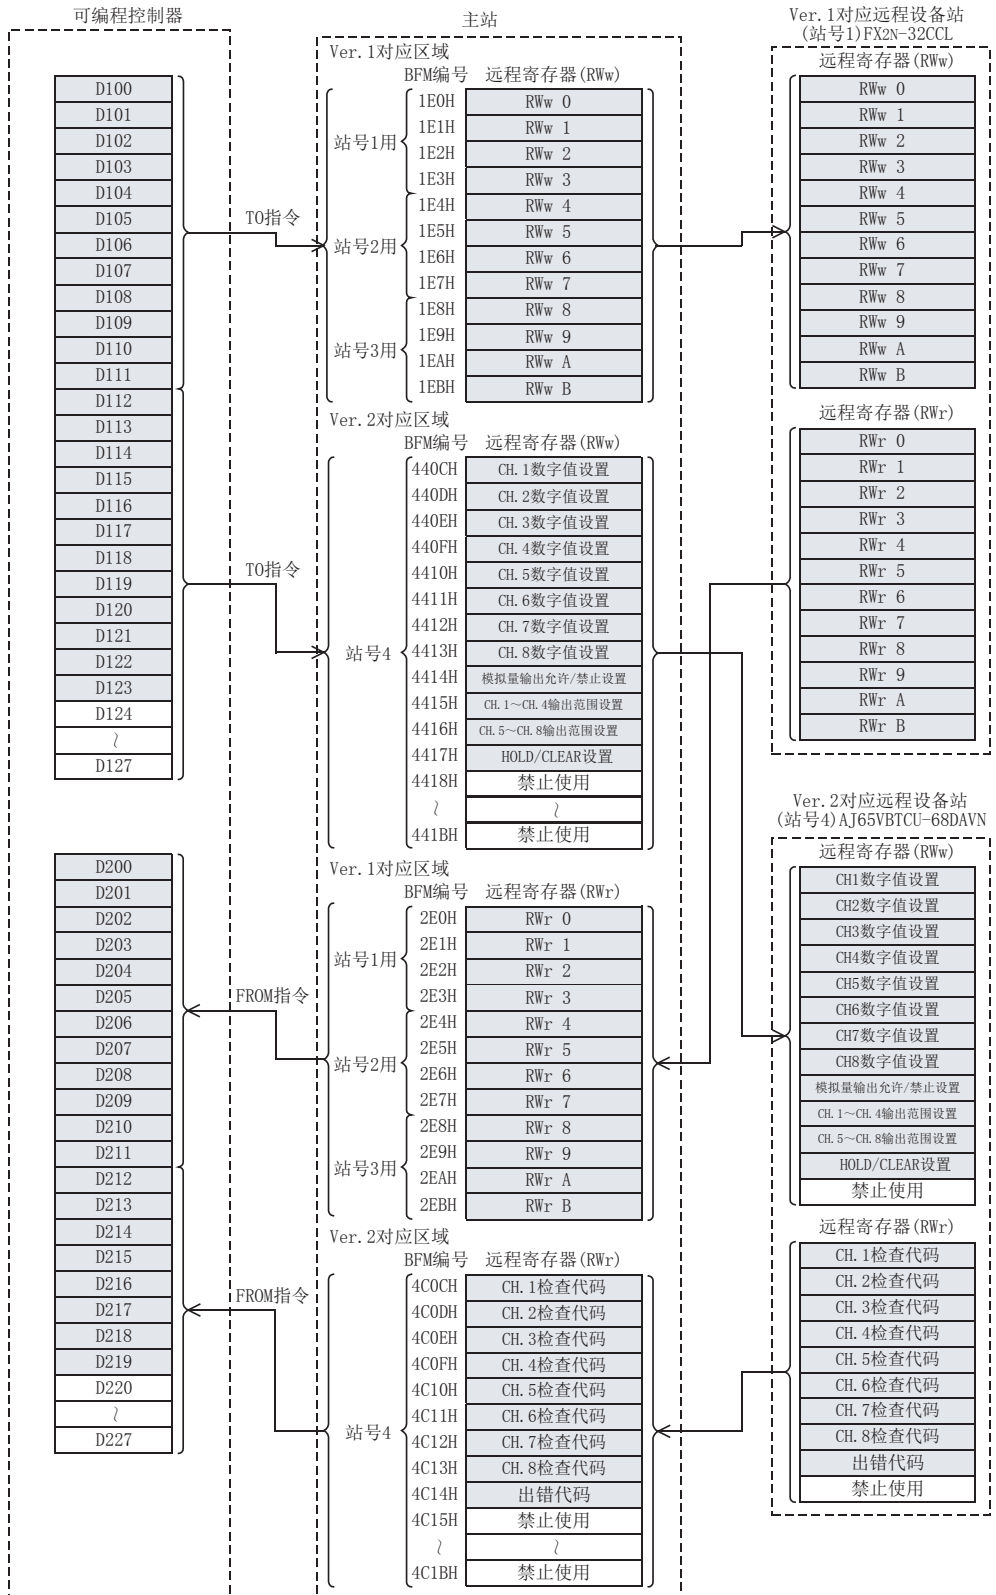 可编程控制器
D100
D101
D102
D103
D104
D105
D106
D107
D108
D109
D110
D111
D112
D113
D114
D115
D116
D117
D118
D119
D120
D121
D122
D123
D124
~
D127
D200
D201
D202
D203
D204
D205
D206
D207
D208
D209
D210
D211
D212
D213
D214
D215
D216
D217
D218
D219
D220
~
D227
TO指令
TO指令
FROM指令
FROM指令
主站
Ver.1对应区域
BFM编号 远程寄存器(RWw)
站号1用
站号2用
站号3用
1E0H RWw 0
1E1H RWw 1
1E2H RWw 2
1E3H RWw 3
1E4H RWw 4
1E5H RWw 5
1E6H RWw 6
1E7H RWw 7
1E8H RWw 8
1E9H RWw 9
1EAH RWw A
1EBH RWw B
Ver.2对应区域
BFM编号 远程寄存器(RWw)
站号4
440CH CH.1数字值设置
440DH CH.2数字值设置
440EH CH.3数字值设置
440FH CH.4数字值设置
4410H CH.5数字值设置
4411H CH.6数字值设置
4412H CH.7数字值设置
4413H CH.8数字值设置
4414H 模拟量输出允许/禁止设置
4415H CH.1～CH.4输出范围设置
4416H CH.5～CH.8输出范围设置
4417H HOLD/CLEAR设置
4418H 禁止使用
~ ~
441BH 禁止使用
Ver.1对应区域
BFM编号 远程寄存器(RWr)
站号1用
站号2用
站号3用
2E0H RWr 0
2E1H RWr 1
2E2H RWr 2
2E3H RWr 3
2E4H RWr 4
2E5H RWr 5
2E6H RWr 6
2E7H RWr 7
2E8H RWr 8
2E9H RWr 9
2EAH RWr A
2EBH RWr B
Ver.2对应区域
BFM编号 远程寄存器(RWr)
站号4
4C0CH CH.1检查代码
4C0DH CH.2检查代码
4C0EH CH.3检查代码
4C0FH CH.4检查代码
4C10H CH.5检查代码
4C11H CH.6检查代码
4C12H CH.7检查代码
4C13H CH.8检查代码
4C14H 出错代码
4C15H 禁止使用
~ ~
4C1BH 禁止使用
Ver.1对应远程设备站
(站号1)FX2N-32CCL
远程寄存器(RWw)
RWw 0
RWw 1
RWw 2
RWw 3
RWw 4
RWw 5
RWw 6
RWw 7
RWw 8
RWw 9
RWw A
RWw B
远程寄存器(RWr)
RWr 0
RWr 1
RWr 2
RWr 3
RWr 4
RWr 5
RWr 6
RWr 7
RWr 8
RWr 9
RWr A
RWr B
Ver.2对应远程设备站
(站号4)AJ65VBTCU-68DAVN
远程寄存器(RWw)
CH1数字值设置
CH2数字值设置
CH3数字值设置
CH4数字值设置
CH5数字值设置
CH6数字值设置
CH7数字值设置
CH8数字值设置
模拟量输出允许/禁止设置
CH.1～CH.4输出范围设置
CH.5～CH.8输出范围设置
HOLD/CLEAR设置
禁止使用
远程寄存器(RWr)
CH.1检查代码
CH.2检查代码
CH.3检查代码
CH.4检查代码
CH.5检查代码
CH.6检查代码
CH.7检查代码
CH.8检查代码
出错代码
禁止使用